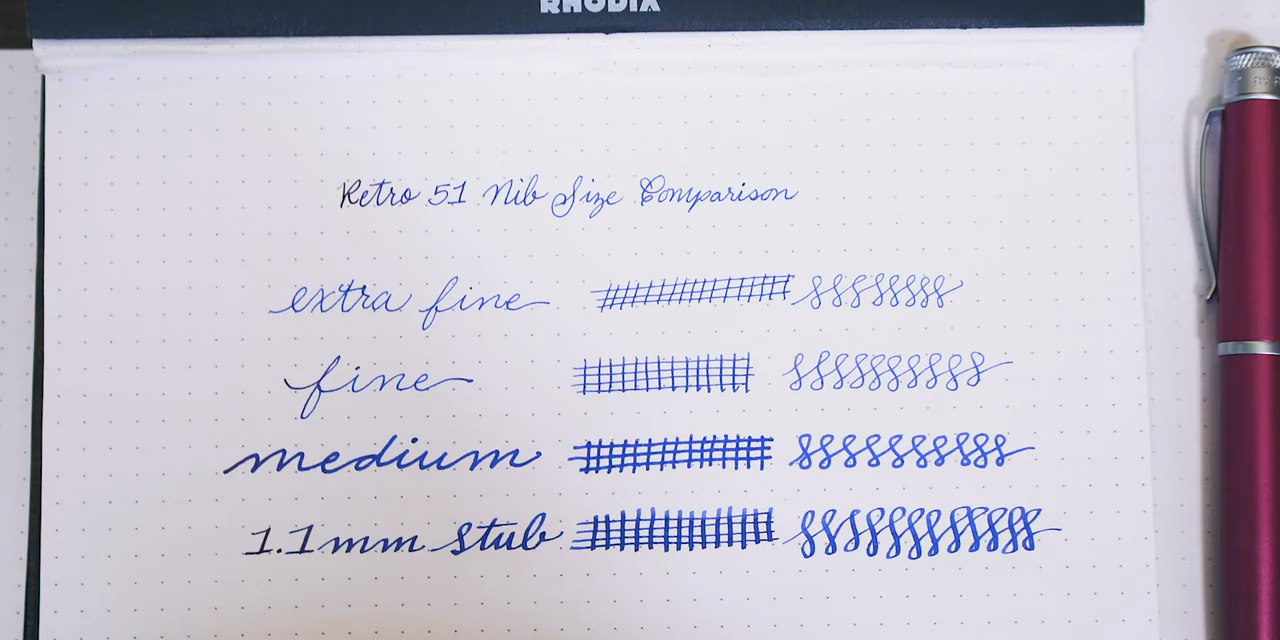 RHODIA
Retro 51 Nib Size Comparison
extra fine
fine
medium
1.1mm stub